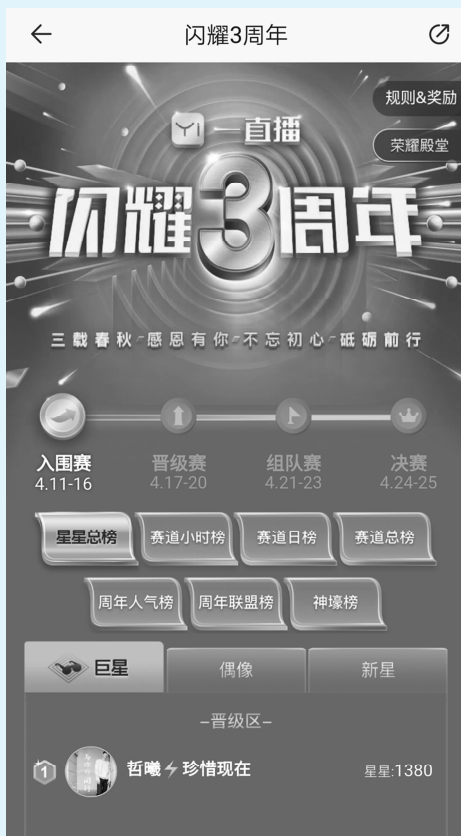 闪耀3周年
规则&奖励
一直播
荣耀殿堂
闪耀3周年
三载春秋 感恩有你 不忘初心 砥砺前行
入围赛 晋级赛 组队赛 决赛
4.11-16 4.17-20 4.21-23 4.24-25
星星总榜 赛道小时榜 赛道日榜 赛道总榜
周年人气榜 周年联盟榜 神壕榜
巨星 偶像 新星
–晋级区–
1 哲曦⚡珍惜现在 星星:1380